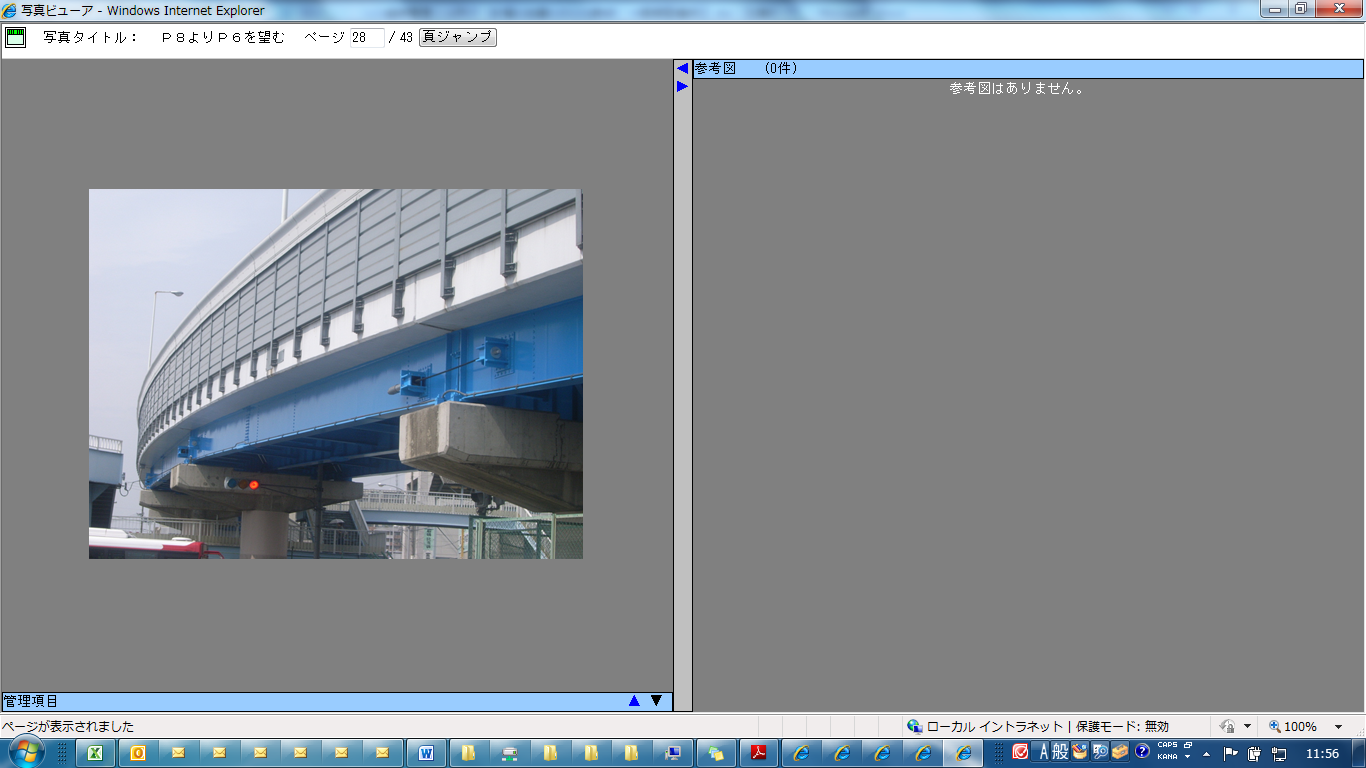 写真ビューア - Windows Internet Explorer
写真タイトル： Ｐ８よりＰ６を望む ページ 28 / 43 頁ジャンプ
参考図 （0件）
参考図はありません。
管理項目
ページが表示されました
ローカル イントラネット | 保護モード: 無効
100%
A 般
CAPS
KANA
11:56